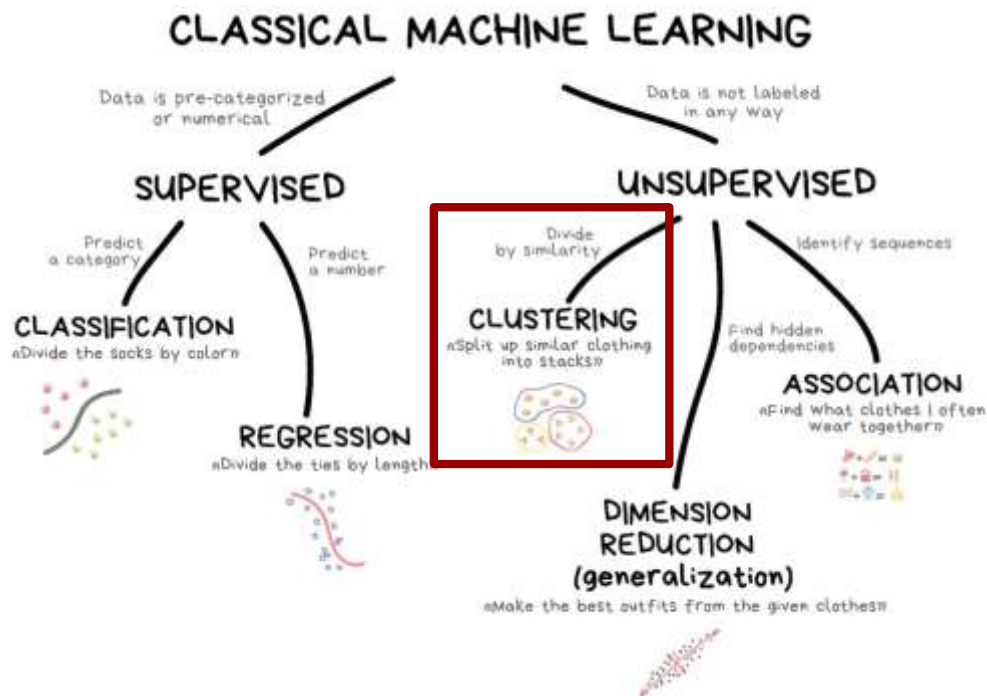 CLASSICAL MACHINE LEARNING
Data is pre-categorized
or numerical
Data is not labeled
in any way
SUPERVISED
UNSUPERVISED
Predict
a category
Predict
a number
Divide
by similarity
Identify sequences
CLASSIFICATION
«Divide the socks by color»
CLUSTERING
«Split up similar clothing
into stacks»
Find hidden
dependencies
ASSOCIATION
«Find what clothes I often
wear together»
REGRESSION
«Divide the ties by length»
DIMENSION
REDUCTION
(generalization)
«Make the best outfits from the given clothes»